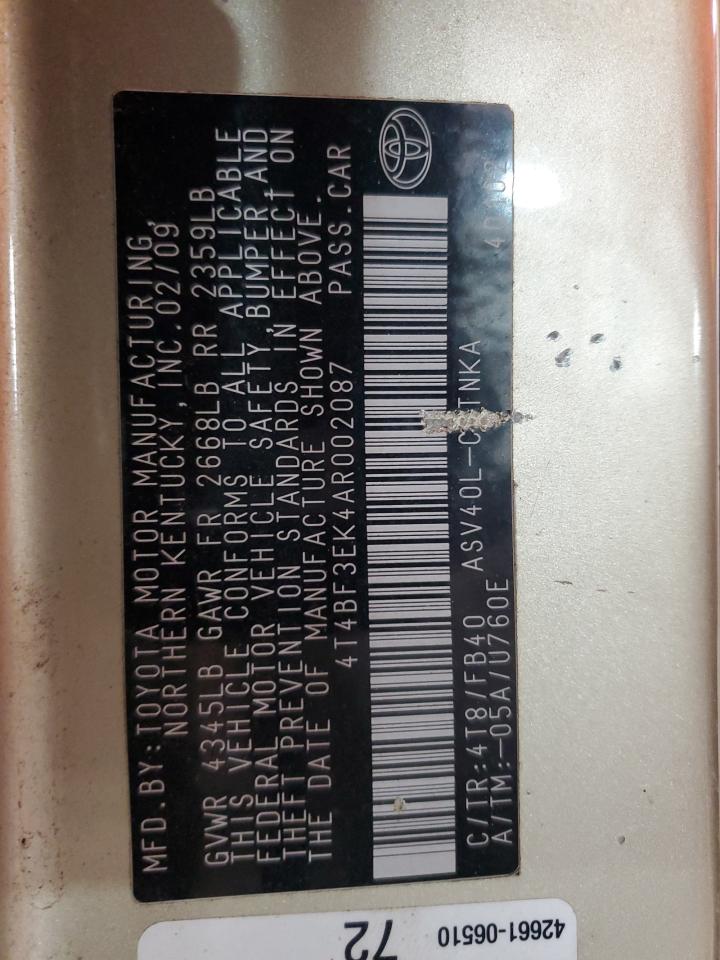 MFD.BY:TOYOTA MOTOR MANUFACTURING,
NORTHERN KENTUCKY,INC.02/09
GVWR 4345LB GAWR FR 2668LB RR 2359LB
THIS VEHICLE CONFORMS TO ALL APPLICABLE
FEDERAL MOTOR VEHICLE SAFETY,BUMPER,AND
THEFT PREVENTION STANDARDS IN EFFECT ON
THE DATE OF MANUFACTURE SHOWN ABOVE.
4T4BF3EK4AR002087 PASS.CAR
C/TR:4T8/FB40 ASV40L-
A/TM:-05A/U760E
42661-06510
72